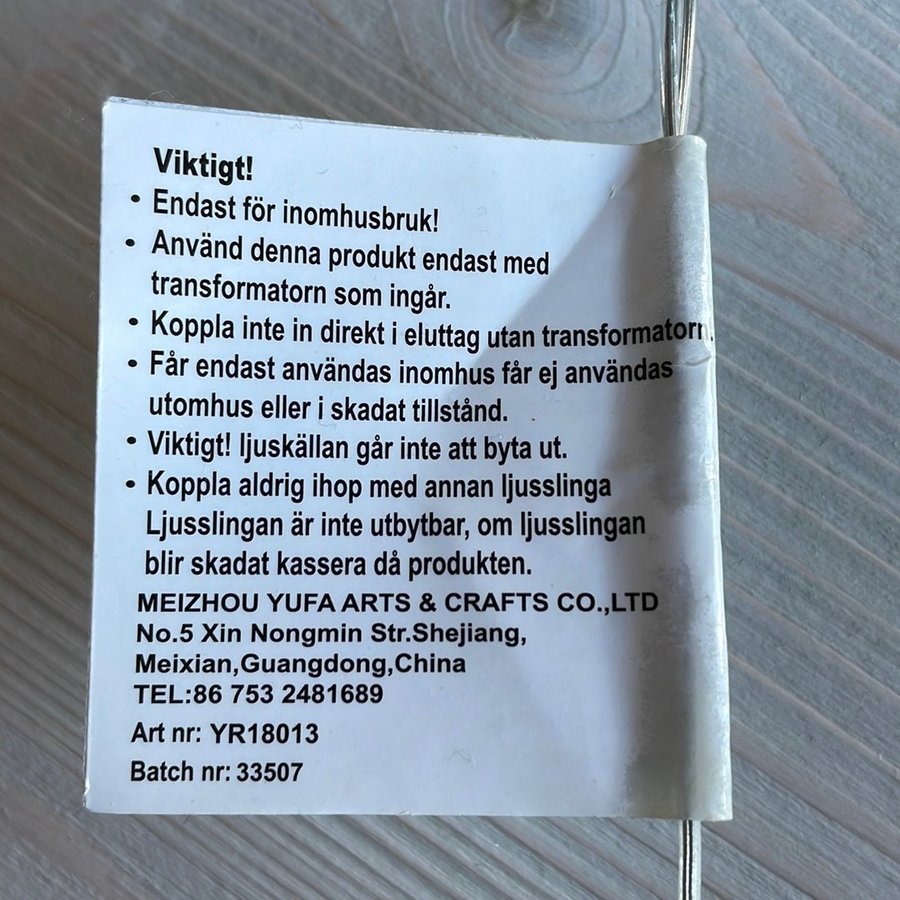 Viktigt!
• Endast för inomhusbruk!
• Använd denna produkt endast med
transformatorn som ingår.
• Koppla inte in direkt i eluttag utan transformatorn.
• Får endast användas inomhus får ej användas
utomhus eller i skadat tillstånd.
• Viktigt! ljuskällan går inte att byta ut.
• Koppla aldrig ihop med annan ljusslinga
Ljusslingan är inte utbytbar, om ljusslingan
blir skadat kassera då produkten.
MEIZHOU YUFA ARTS & CRAFTS CO.,LTD
No.5 Xin Nongmin Str.Shejiang,
Meixian,Guangdong,China
TEL:86 753 2481689
Art nr: YR18013
Batch nr: 33507